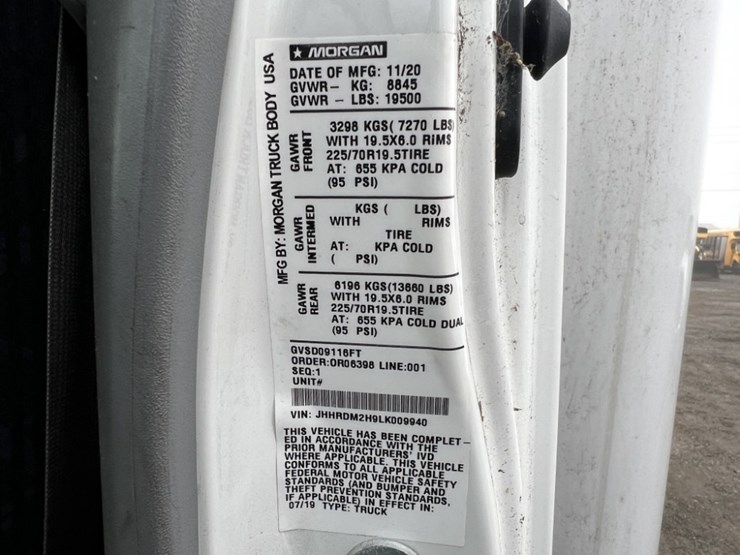 ★ MORGAN
MFG BY: MORGAN TRUCK BODY USA
DATE OF MFG: 11/20
GVWR – KG: 8845
GVWR – LBS: 19500
GAWR FRONT
3298 KGS( 7270 LBS)
WITH 19.5X6.0 RIMS
225/70R19.5TIRE
AT: 655 KPA COLD
(95 PSI)
GAWR INTERMED
KGS ( LBS)
WITH RIMS
TIRE
AT: KPA COLD
( PSI)
GAWR REAR
6196 KGS(13660 LBS)
WITH 19.5X6.0 RIMS
225/70R19.5TIRE
AT: 655 KPA COLD DUAL
(95 PSI)
GVSD09116FT
ORDER:OR06398 LINE:001
SEQ:1
UNIT#
VIN: JHHRDM2H9LK009940
THIS VEHICLE HAS BEEN COMPLET–
ED IN ACCORDANCE WITH THE
PRIOR MANUFACTURERS' IVD
WHERE APPLICABLE. THIS VEHICLE
CONFORMS TO ALL APPLICABLE
FEDERAL MOTOR VEHICLE SAFETY
STANDARDS (AND BUMPER AND
THEFT PREVENTION STANDARDS,
IF APPLICABLE) IN EFFECT IN:
07/19 TYPE: TRUCK